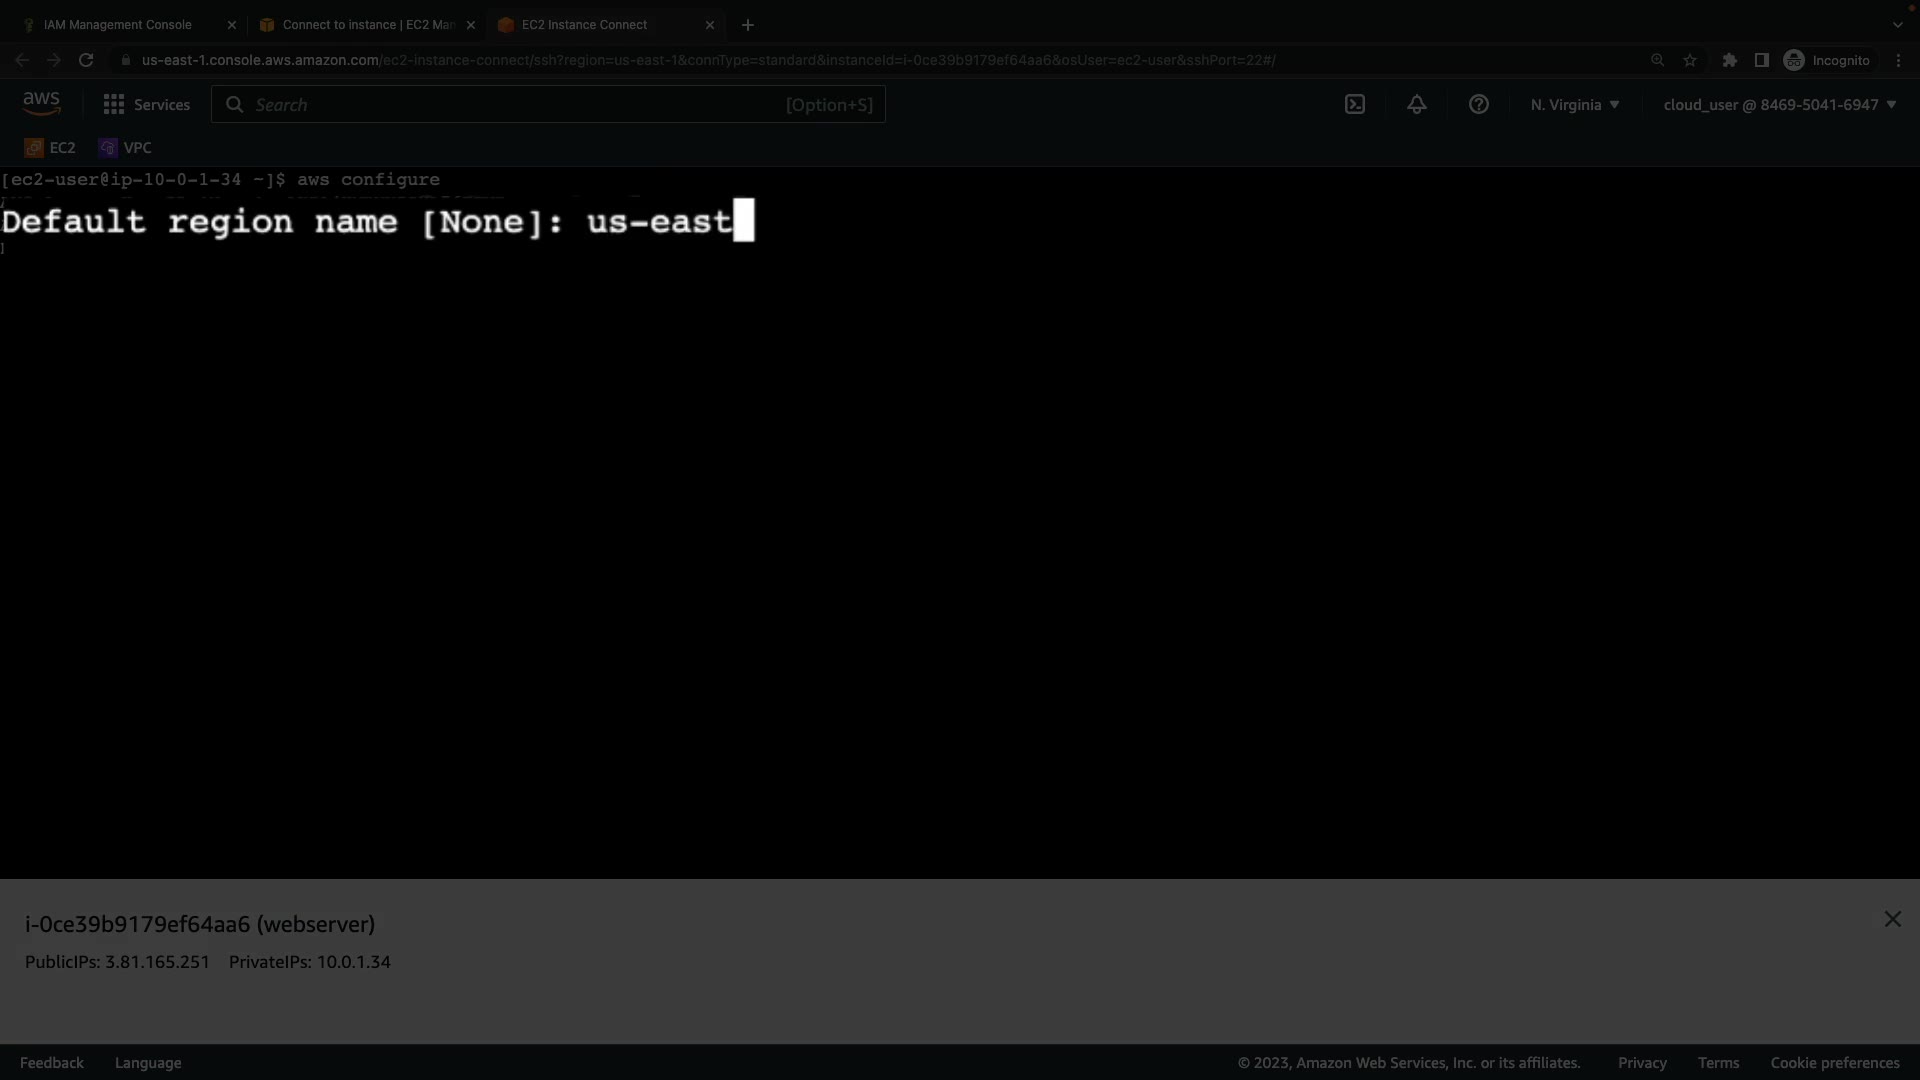 IAM Management Console
Connect to instance | EC2 Man
EC2 Instance Connect
us-east-1.console.aws.amazon.com/ec2-instance-connect/ssh?region=us-east-1&connType=standard&instanceId=i-0ce39b9179ef64aa6&osUser=ec2-user&sshPort=22#/
Incognito
aws
Services
Search
[Option+S]
N. Virginia
cloud_user @ 8469-5041-6947
EC2
VPC
[ec2-user@ip-10-0-1-34 ~]$ aws configure
Default region name [None]: us-east
i-0ce39b9179ef64aa6 (webserver)
PublicIPs: 3.81.165.251 PrivateIPs: 10.0.1.34
Feedback
Language
© 2023, Amazon Web Services, Inc. or its affiliates.
Privacy
Terms
Cookie preferences